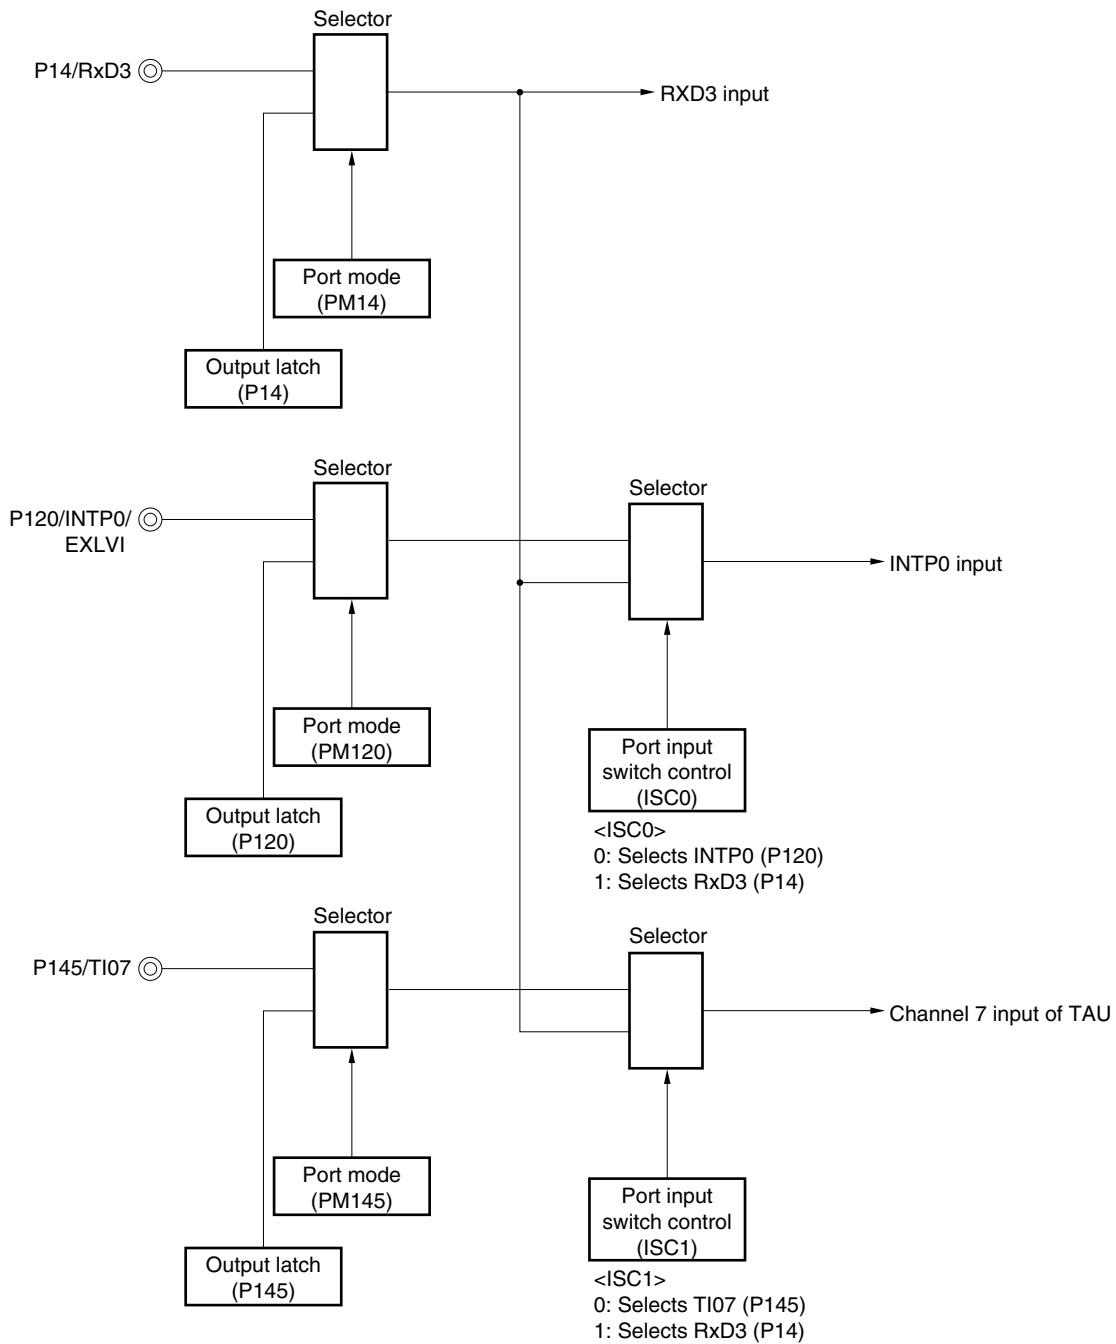 Selector
P14/RxD3
RXD3 input
Port mode
(PM14)
Output latch
(P14)
Selector
Selector
P120/INTP0/
EXLVI
INTP0 input
Port mode
(PM120)
Port input
switch control
(ISC0)
Output latch
(P120)
<ISC0>
0: Selects INTP0 (P120)
1: Selects RxD3 (P14)
Selector
Selector
P145/TI07
Channel 7 input of TAU
Port mode
(PM145)
Port input
switch control
(ISC1)
Output latch
(P145)
<ISC1>
0: Selects TI07 (P145)
1: Selects RxD3 (P14)